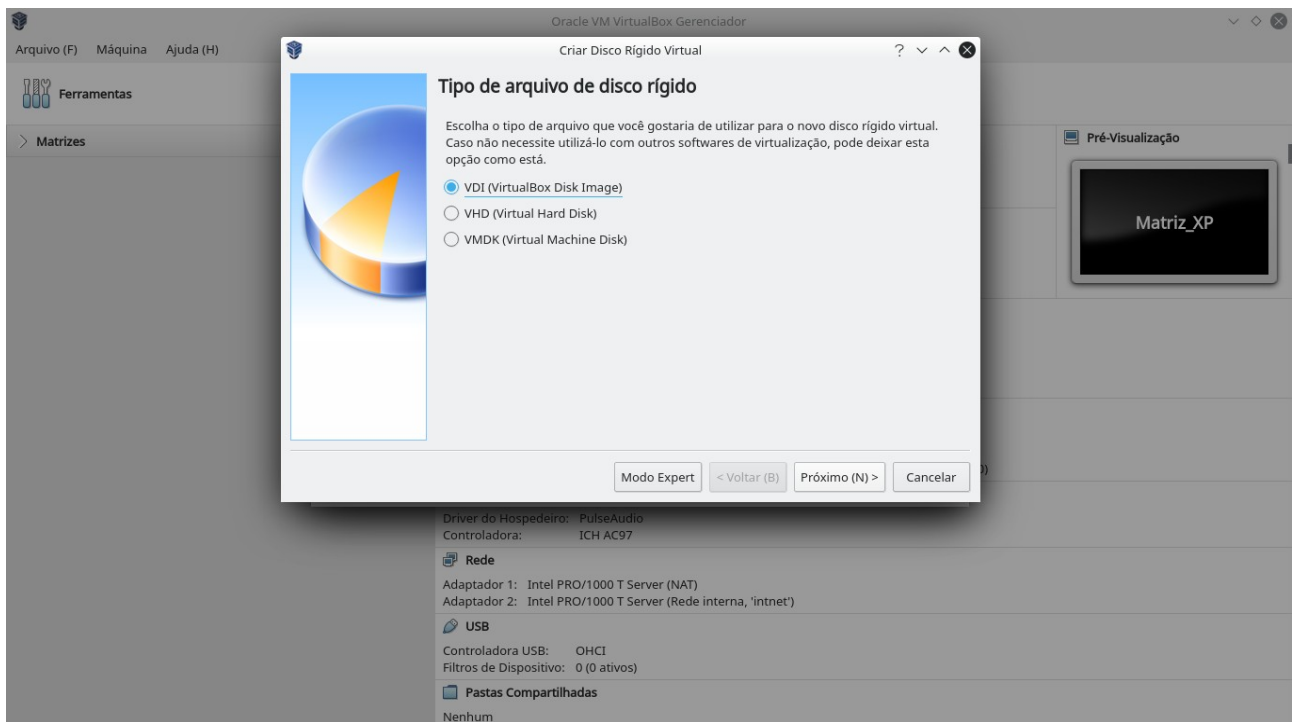 Oracle VM VirtualBox Gerenciador
Arquivo (F) Máquina Ajuda (H)
Criar Disco Rígido Virtual
Ferramentas
Matrizes
Tipo de arquivo de disco rígido
Escolha o tipo de arquivo que você gostaria de utilizar para o novo disco rígido virtual.
Caso não necessite utilizá-lo com outros softwares de virtualização, pode deixar esta
opção como está.
VDI (VirtualBox Disk Image)
VHD (Virtual Hard Disk)
VMDK (Virtual Machine Disk)
Modo Expert < Voltar (B) Próximo (N) > Cancelar
Pré-Visualização
Matriz_XP
Driver do Hospedeiro: PulseAudio
Controladora: ICH AC97
Rede
Adaptador 1: Intel PRO/1000 T Server (NAT)
Adaptador 2: Intel PRO/1000 T Server (Rede interna, 'intnet')
USB
Controladora USB: OHCI
Filtros de Dispositivo: 0 (0 ativos)
Pastas Compartilhadas
Nenhum